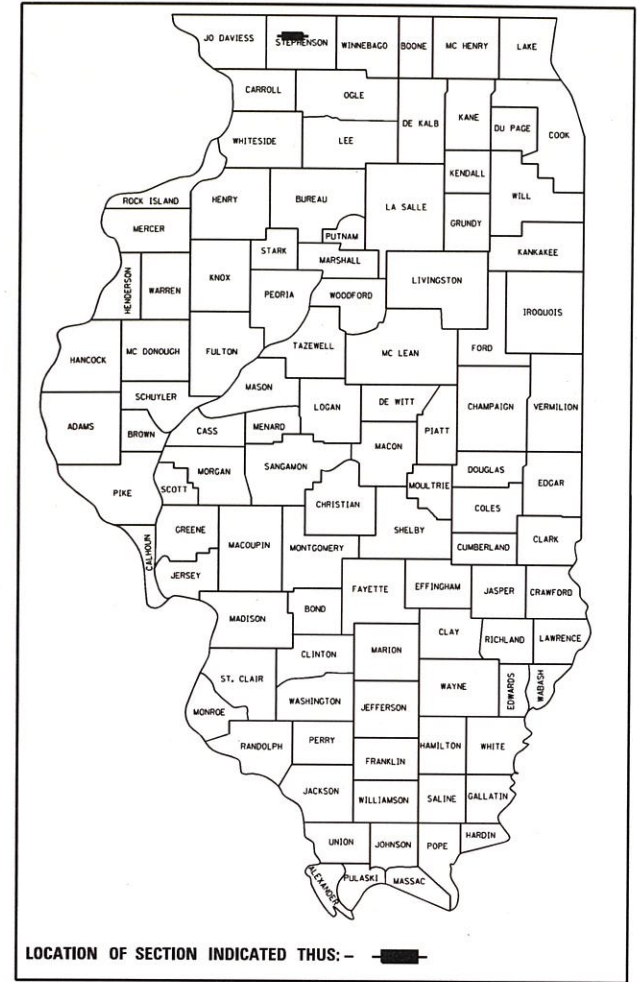 JO DAVIESS
STEPHENSON
WINNEBAGO
BOONE
MC HENRY
LAKE
CARROLL
OGLE
DE KALB
KANE
DU PAGE
COOK
WHITESIDE
LEE
KENDALL
WILL
ROCK ISLAND
HENRY
BUREAU
LA SALLE
GRUNDY
MERCER
PUTNAM
KANKAKEE
STARK
MARSHALL
HENDERSON
WARREN
KNOX
PEORIA
WOODFORD
LIVINGSTON
IROQUOIS
TAZEWELL
FORD
HANCOCK
MC DONOUGH
FULTON
MC LEAN
MASON
SCHUYLER
LOGAN
DE WITT
CHAMPAIGN
VERMILION
ADAMS
BROWN
CASS
MENARD
MACON
PIATT
MORGAN
SANGAMON
DOUGLAS
PIKE
SCOTT
MOULTRIE
EDGAR
CHRISTIAN
COLES
GREENE
MACOUPIN
MONTGOMERY
SHELBY
CALHOUN
CUMBERLAND
CLARK
JERSEY
FAYETTE
EFFINGHAM
JASPER
CRAWFORD
MADISON
BOND
CLAY
RICHLAND
LAWRENCE
CLINTON
MARION
ST. CLAIR
WAYNE
EDWARDS
WABASH
WASHINGTON
JEFFERSON
MONROE
RANDOLPH
PERRY
HAMILTON
WHITE
FRANKLIN
JACKSON
WILLIAMSON
SALINE
GALLATIN
UNION
JOHNSON
POPE
HARDIN
ALEXANDER
PULASKI
MASSAC
LOCATION OF SECTION INDICATED THUS: -